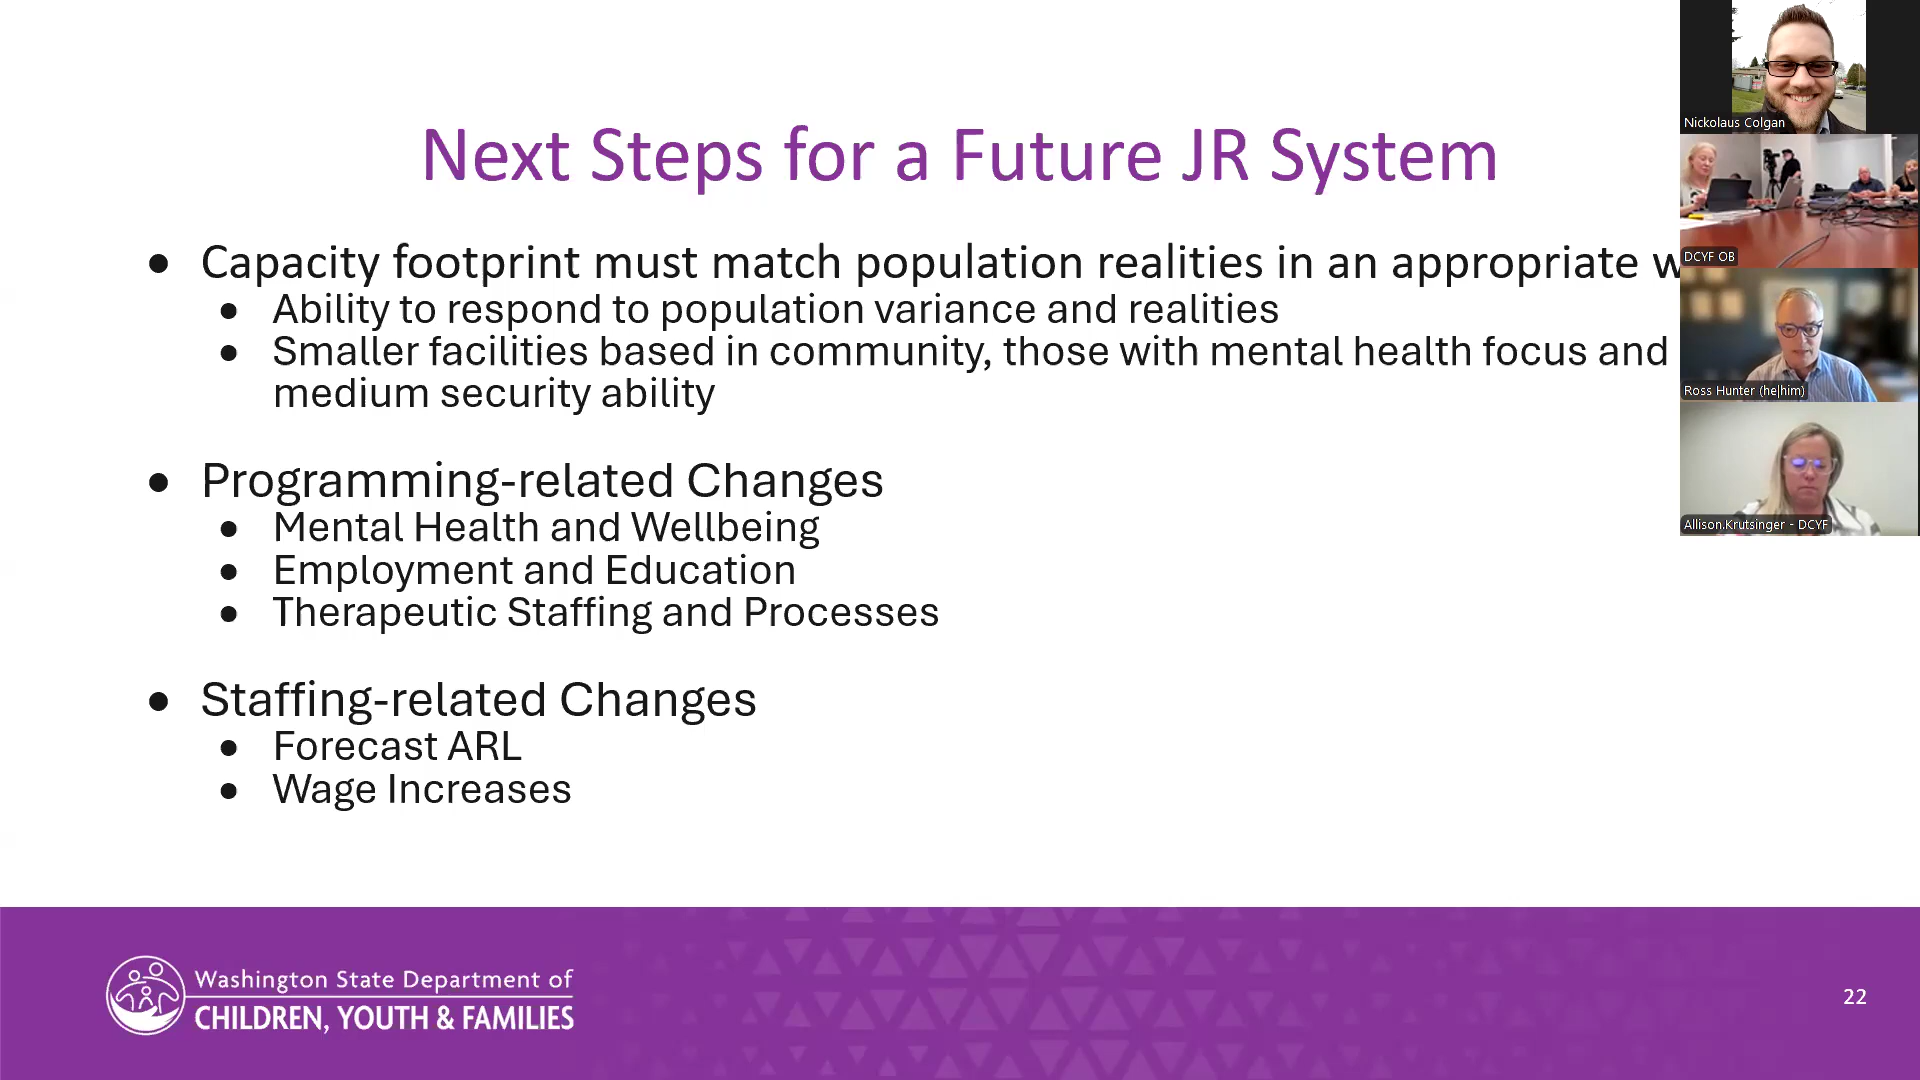 Next Steps for a Future JR System
● Capacity footprint must match population realities in an appropriate
● Ability to respond to population variance and realities
● Smaller facilities based in community, those with mental health focus and
medium security ability
● Programming-related Changes
● Mental Health and Wellbeing
● Employment and Education
● Therapeutic Staffing and Processes
● Staffing-related Changes
● Forecast ARL
● Wage Increases
Washington State Department of
CHILDREN, YOUTH & FAMILIES
22
Nickolaus Colgan
DCYF OB
Ross Hunter (he|him)
Allison.Krutsinger - DCYF